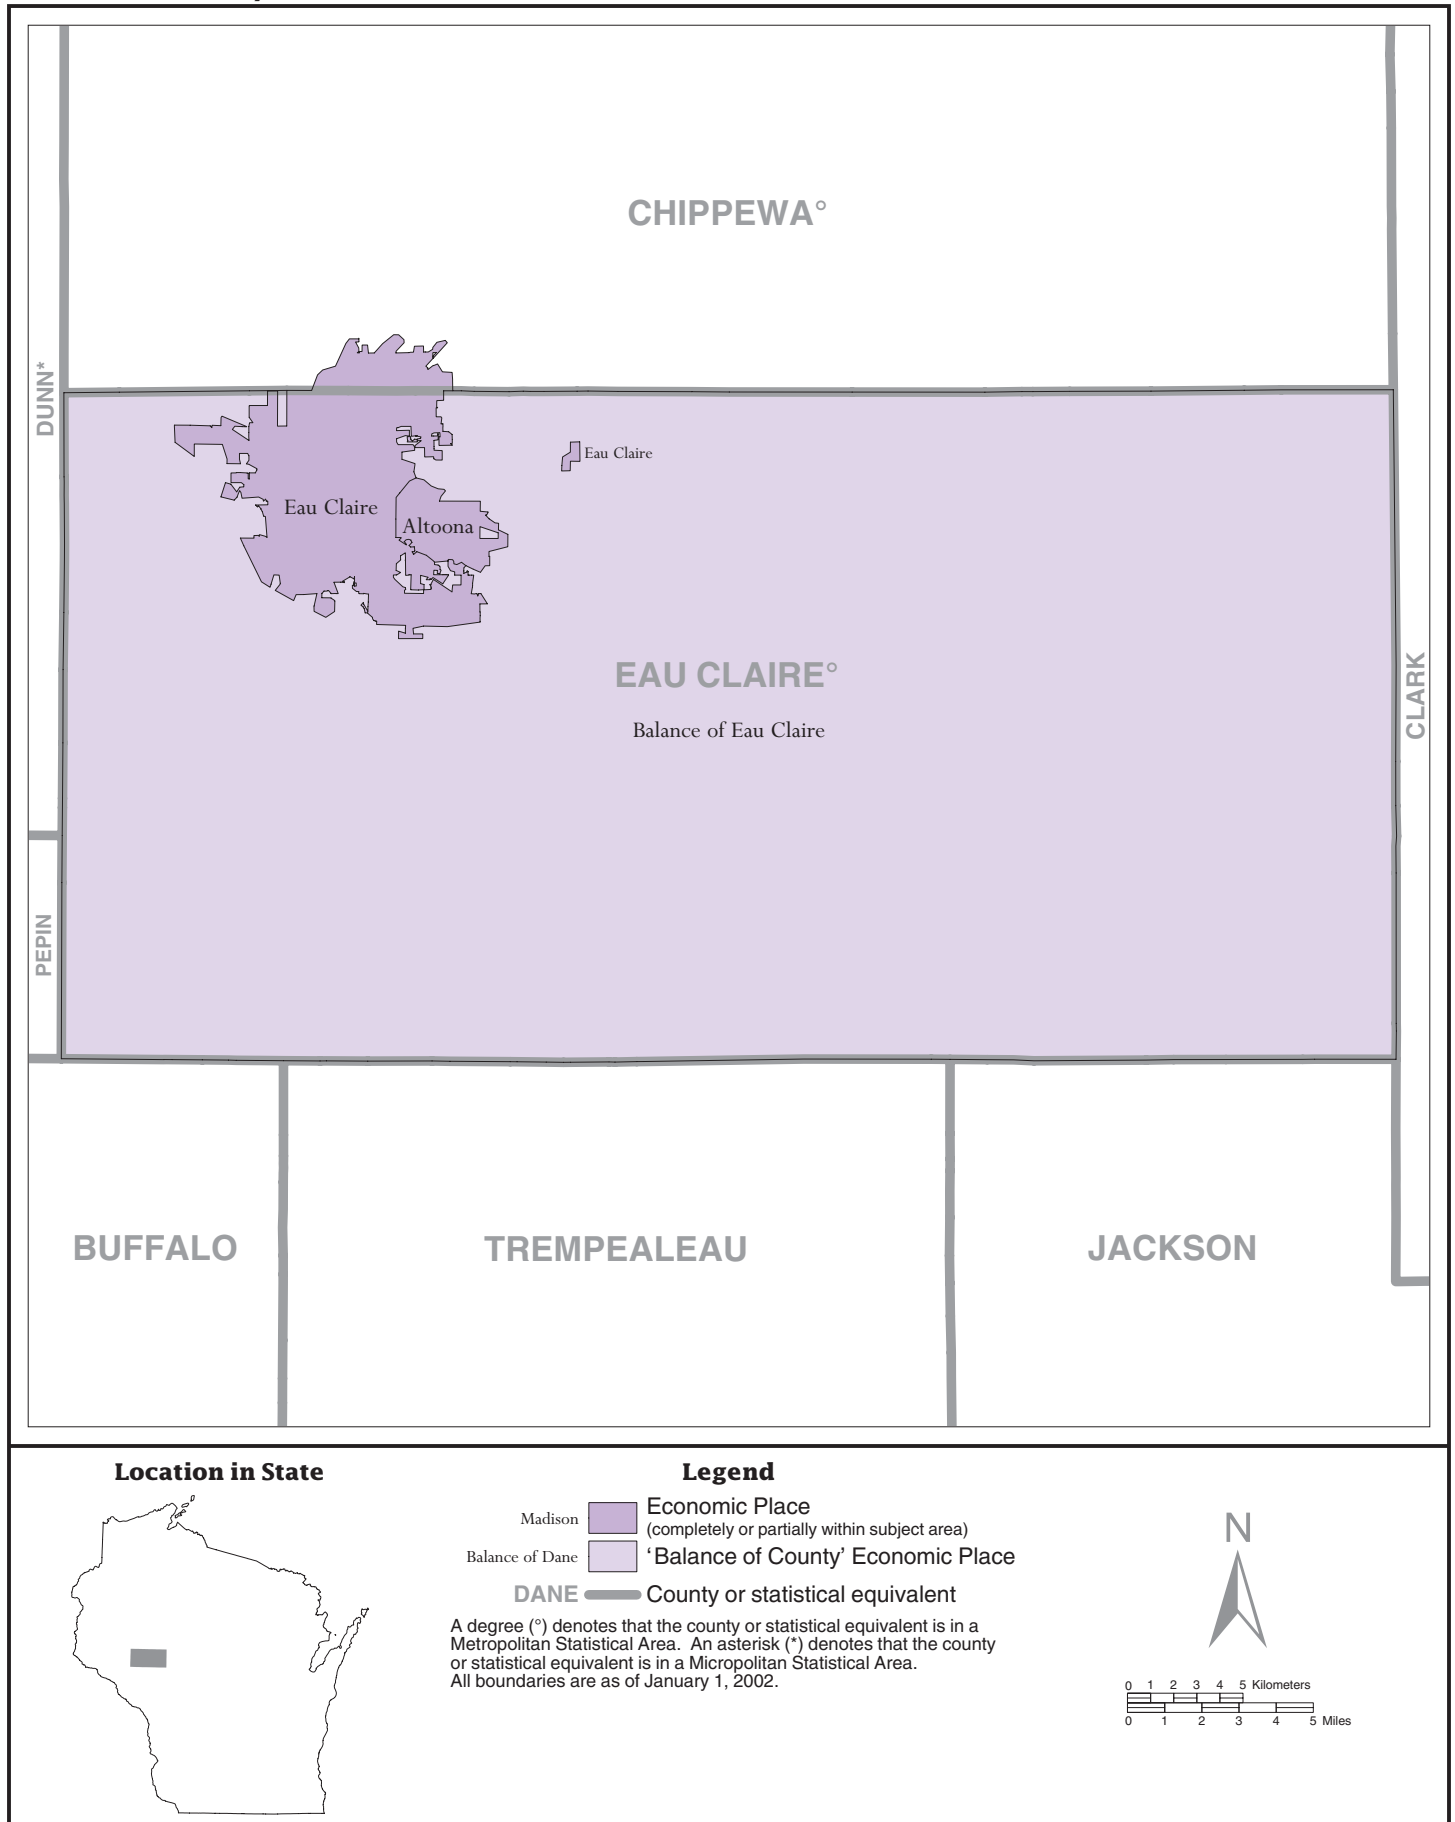 CHIPPEWA°
DUNN*
Eau Claire
Eau Claire
Altoona
EAU CLAIRE°
Balance of Eau Claire
CLARK
PEPIN
BUFFALO
TREMPEALEAU
JACKSON
Location in State
Legend
Madison
Economic Place
(completely or partially within subject area)
Balance of Dane
‘Balance of County’ Economic Place
DANE
County or statistical equivalent
A degree (°) denotes that the county or statistical equivalent is in a
Metropolitan Statistical Area. An asterisk (*) denotes that the county
or statistical equivalent is in a Micropolitan Statistical Area.
All boundaries are as of January 1, 2002.
N
0 1 2 3 4 5 Kilometers
0 1 2 3 4 5 Miles